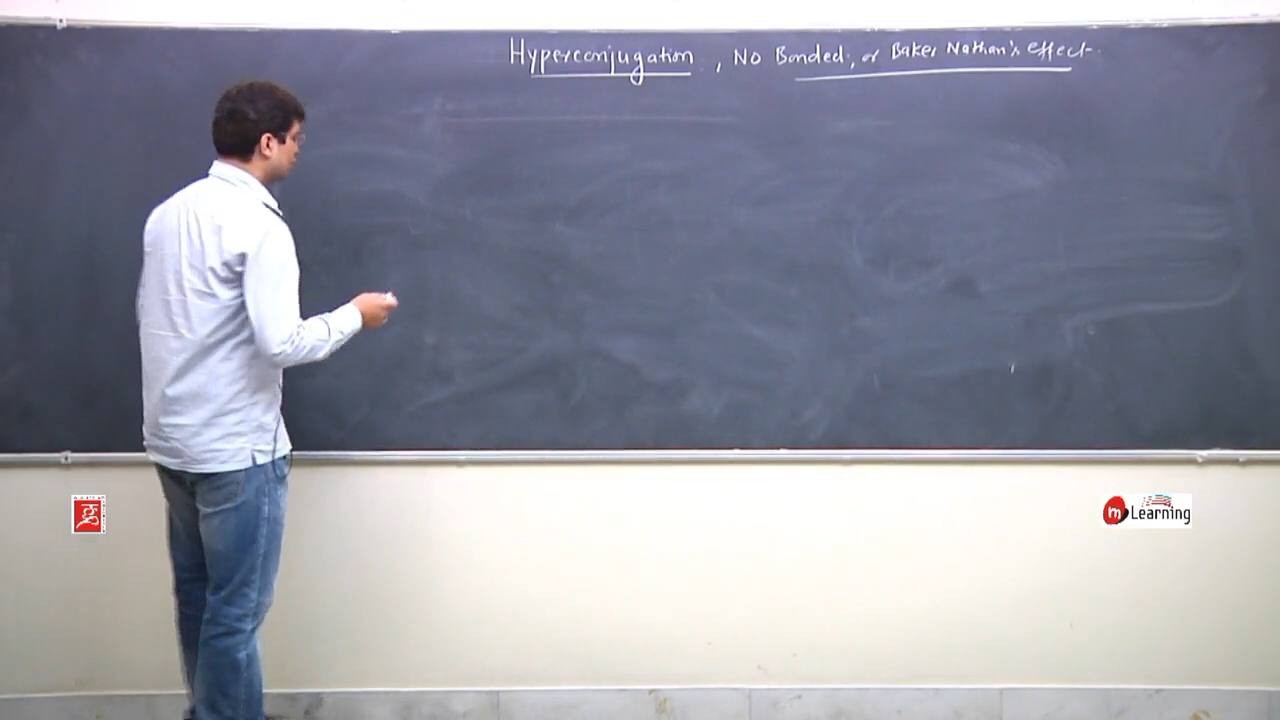 Hyperconjugation, No Bonded, or Baker Nathan's effect.
m Learning